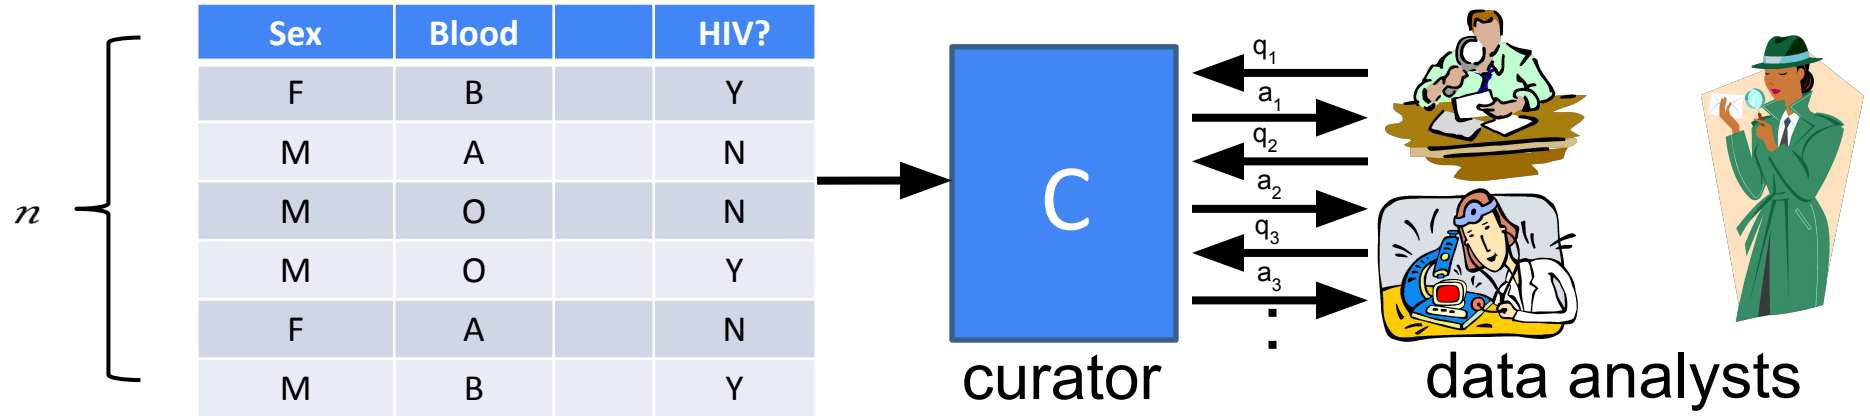 Sex Blood HIV?
F B Y
M A N
M O N
M O Y
F A N
M B Y
n
C
curator
q1
a1
q2
a2
q3
a3
data analysts